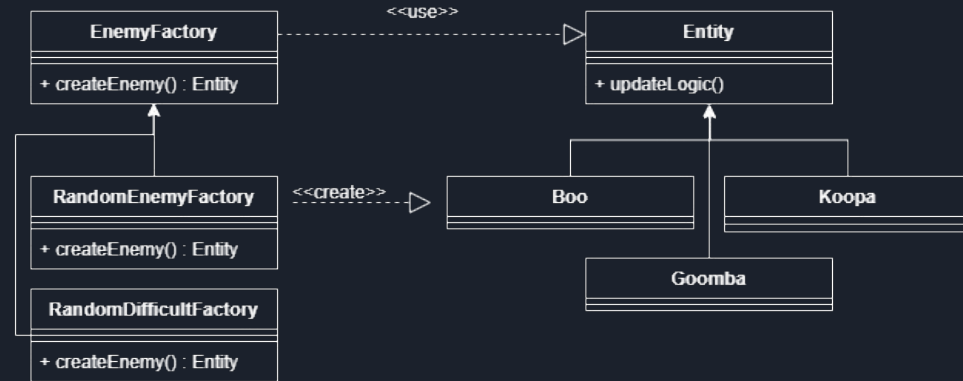 <<use>>
EnemyFactory
Entity
+ createEnemy() : Entity
+ updateLogic()
RandomEnemyFactory
<<create>>
Boo
Koopa
+ createEnemy() : Entity
Goomba
RandomDifficultFactory
+ createEnemy() : Entity